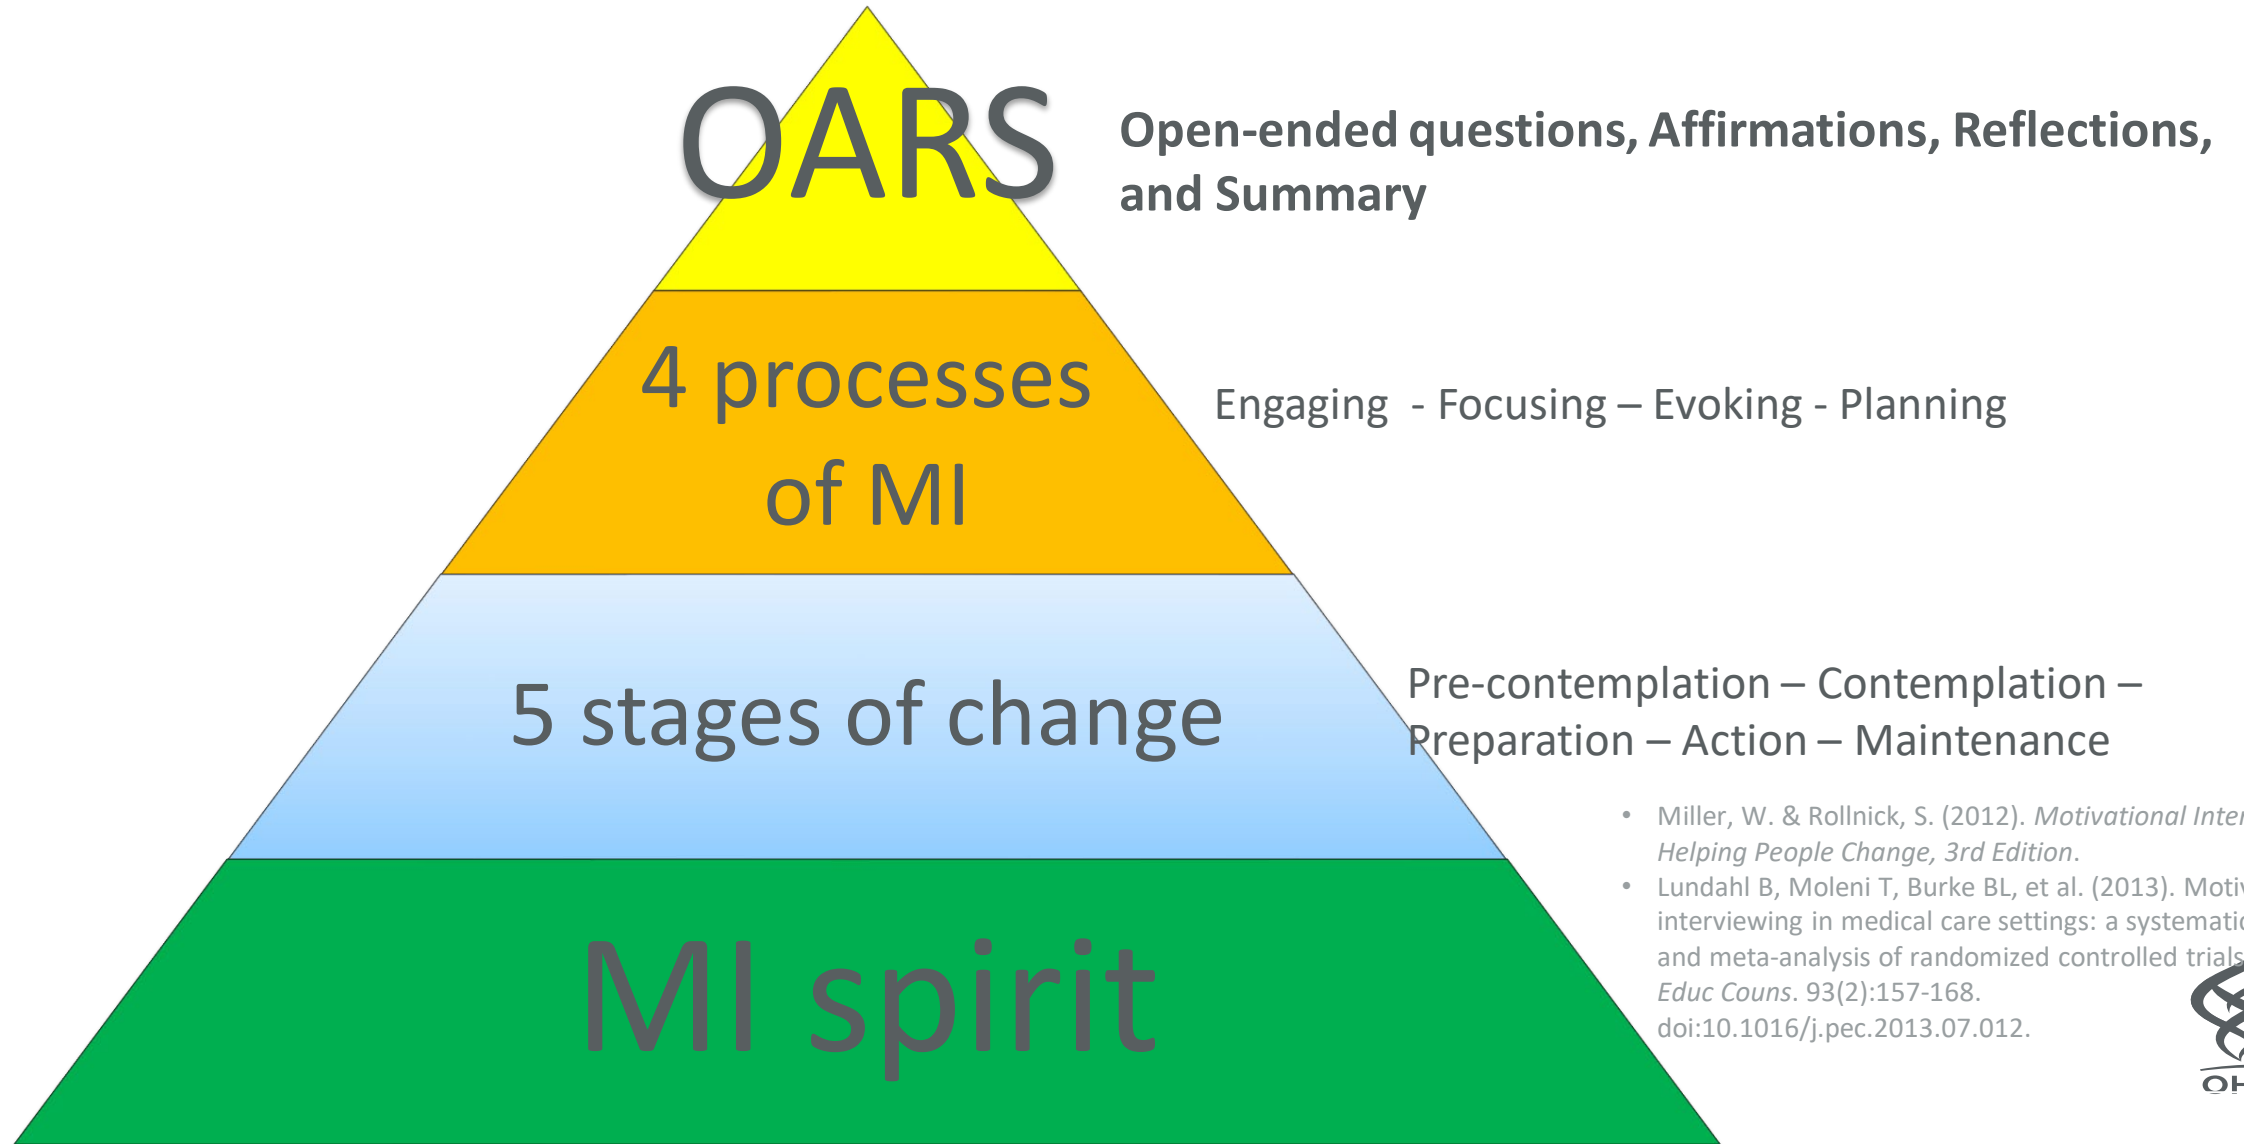 OARS
Open-ended questions, Affirmations, Reflections,
and Summary
4 processes
of MI
Engaging - Focusing – Evoking - Planning
5 stages of change
Pre-contemplation – Contemplation –
Preparation – Action – Maintenance
• Miller, W. & Rollnick, S. (2012). Motivational Inter
Helping People Change, 3rd Edition.
• Lundahl B, Moleni T, Burke BL, et al. (2013). Motiv
interviewing in medical care settings: a systematic
and meta-analysis of randomized controlled trials
Educ Couns. 93(2):157-168.
doi:10.1016/j.pec.2013.07.012.
MI spirit
OH